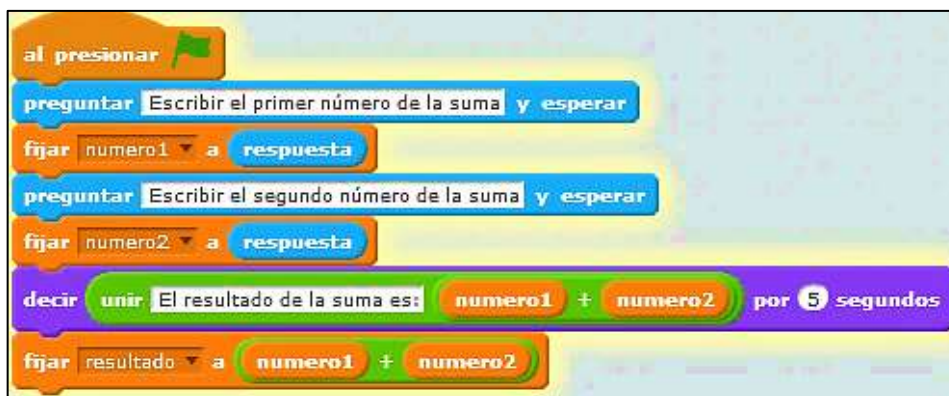 al presionar
preguntar Escribir el primer número de la suma y esperar
fijar numero1 a respuesta
preguntar Escribir el segundo número de la suma y esperar
fijar numero2 a respuesta
decir unir El resultado de la suma es: numero1 + numero2 por 5 segundos
fijar resultado a numero1 + numero2